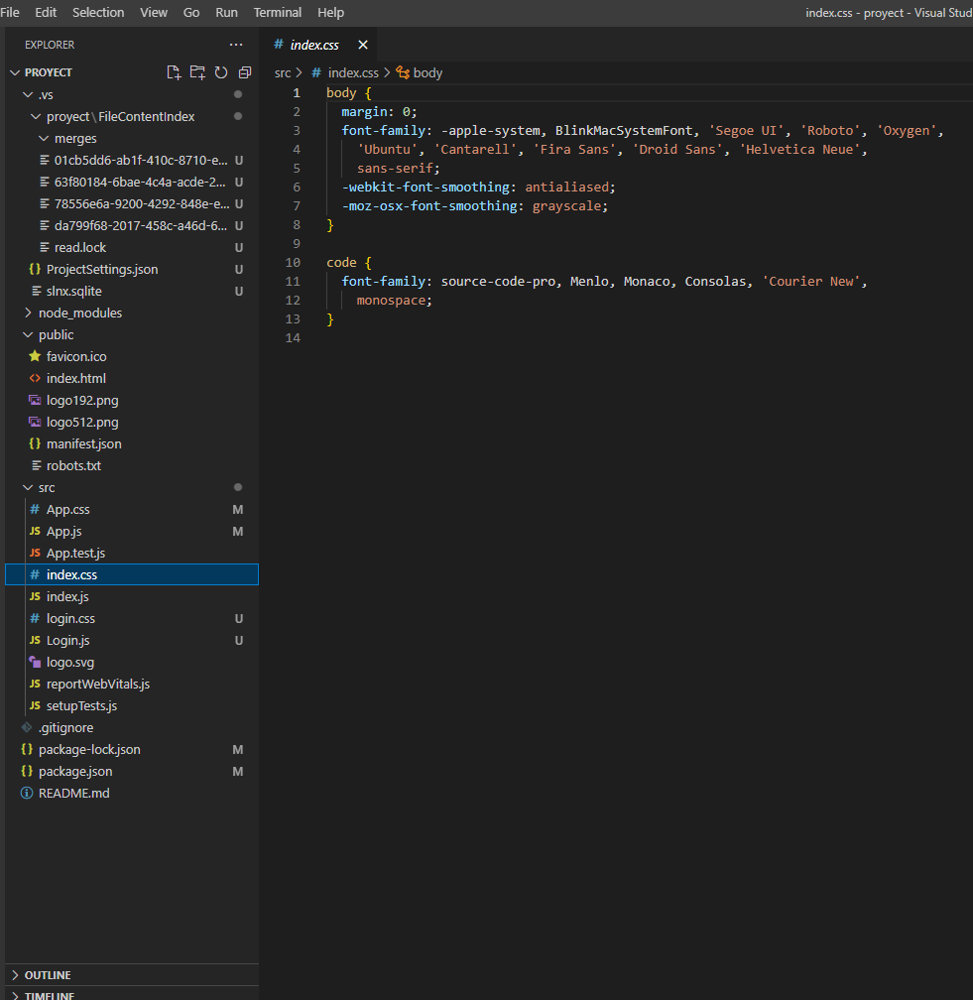 File Edit Selection View Go Run Terminal Help
index.css - proyect - Visual Stud
EXPLORER
PROYECT
.vs
proyect \ FileContentIndex
merges
01cb5dd6-ab1f-410c-8710-e... U
63f80184-6bae-4c4a-acde-2... U
78556e6a-9200-4292-848e-e... U
da799f68-2017-458c-a46d-6... U
read.lock U
{} ProjectSettings.json U
slnx.sqlite U
node_modules
public
favicon.ico
<> index.html
logo192.png
logo512.png
{} manifest.json
robots.txt
src
# App.css M
JS App.js M
JS App.test.js
# index.css
JS index.js
# login.css U
JS Login.js U
logo.svg
JS reportWebVitals.js
JS setupTests.js
.gitignore
{} package-lock.json M
{} package.json M
README.md
OUTLINE
TIMELINE
# index.css
src > # index.css > body
1 body {
2   margin: 0;
3   font-family: -apple-system, BlinkMacSystemFont, 'Segoe UI', 'Roboto', 'Oxygen',
4     'Ubuntu', 'Cantarell', 'Fira Sans', 'Droid Sans', 'Helvetica Neue',
5     sans-serif;
6   -webkit-font-smoothing: antialiased;
7   -moz-osx-font-smoothing: grayscale;
8 }
9
10 code {
11   font-family: source-code-pro, Menlo, Monaco, Consolas, 'Courier New',
12     monospace;
13 }
14